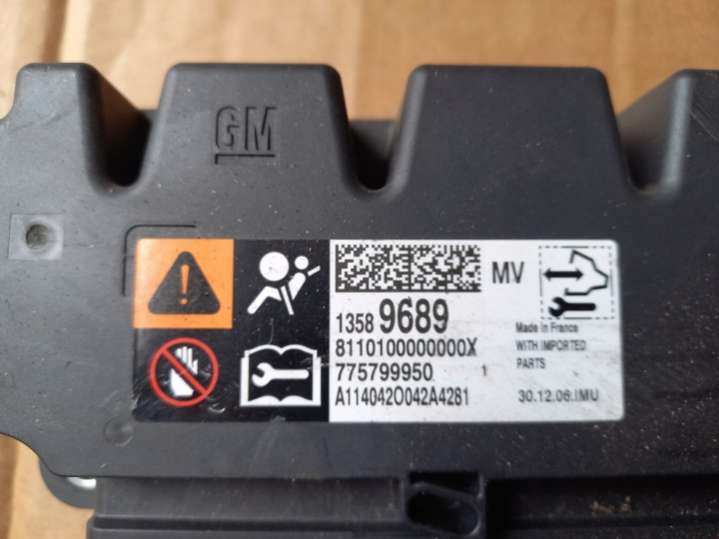 GM
MV
1358 9689
8110100000000X
775799950
1
A114042O042A4281
Made in France
WITH IMPORTED
PARTS
30.12.06.IMU